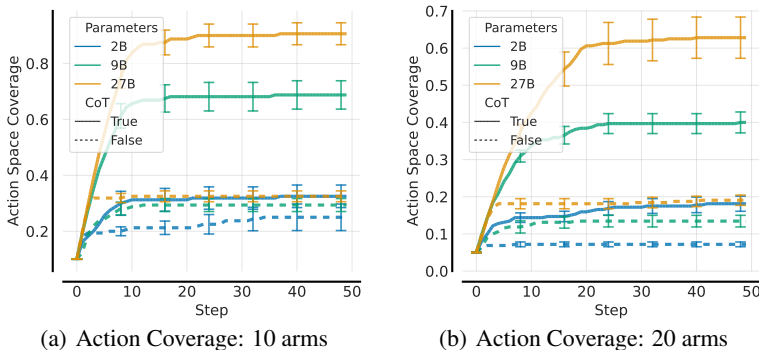 Parameters
2B
9B
27B
CoT
True
False
Action Space Coverage
0.8
0.6
0.4
0.2
0 10 20 30 40 50
Step
(a) Action Coverage: 10 arms
Parameters
2B
9B
27B
CoT
True
False
Action Space Coverage
0.7
0.6
0.5
0.4
0.3
0.2
0.1
0.0
0 10 20 30 40 50
Step
(b) Action Coverage: 20 arms